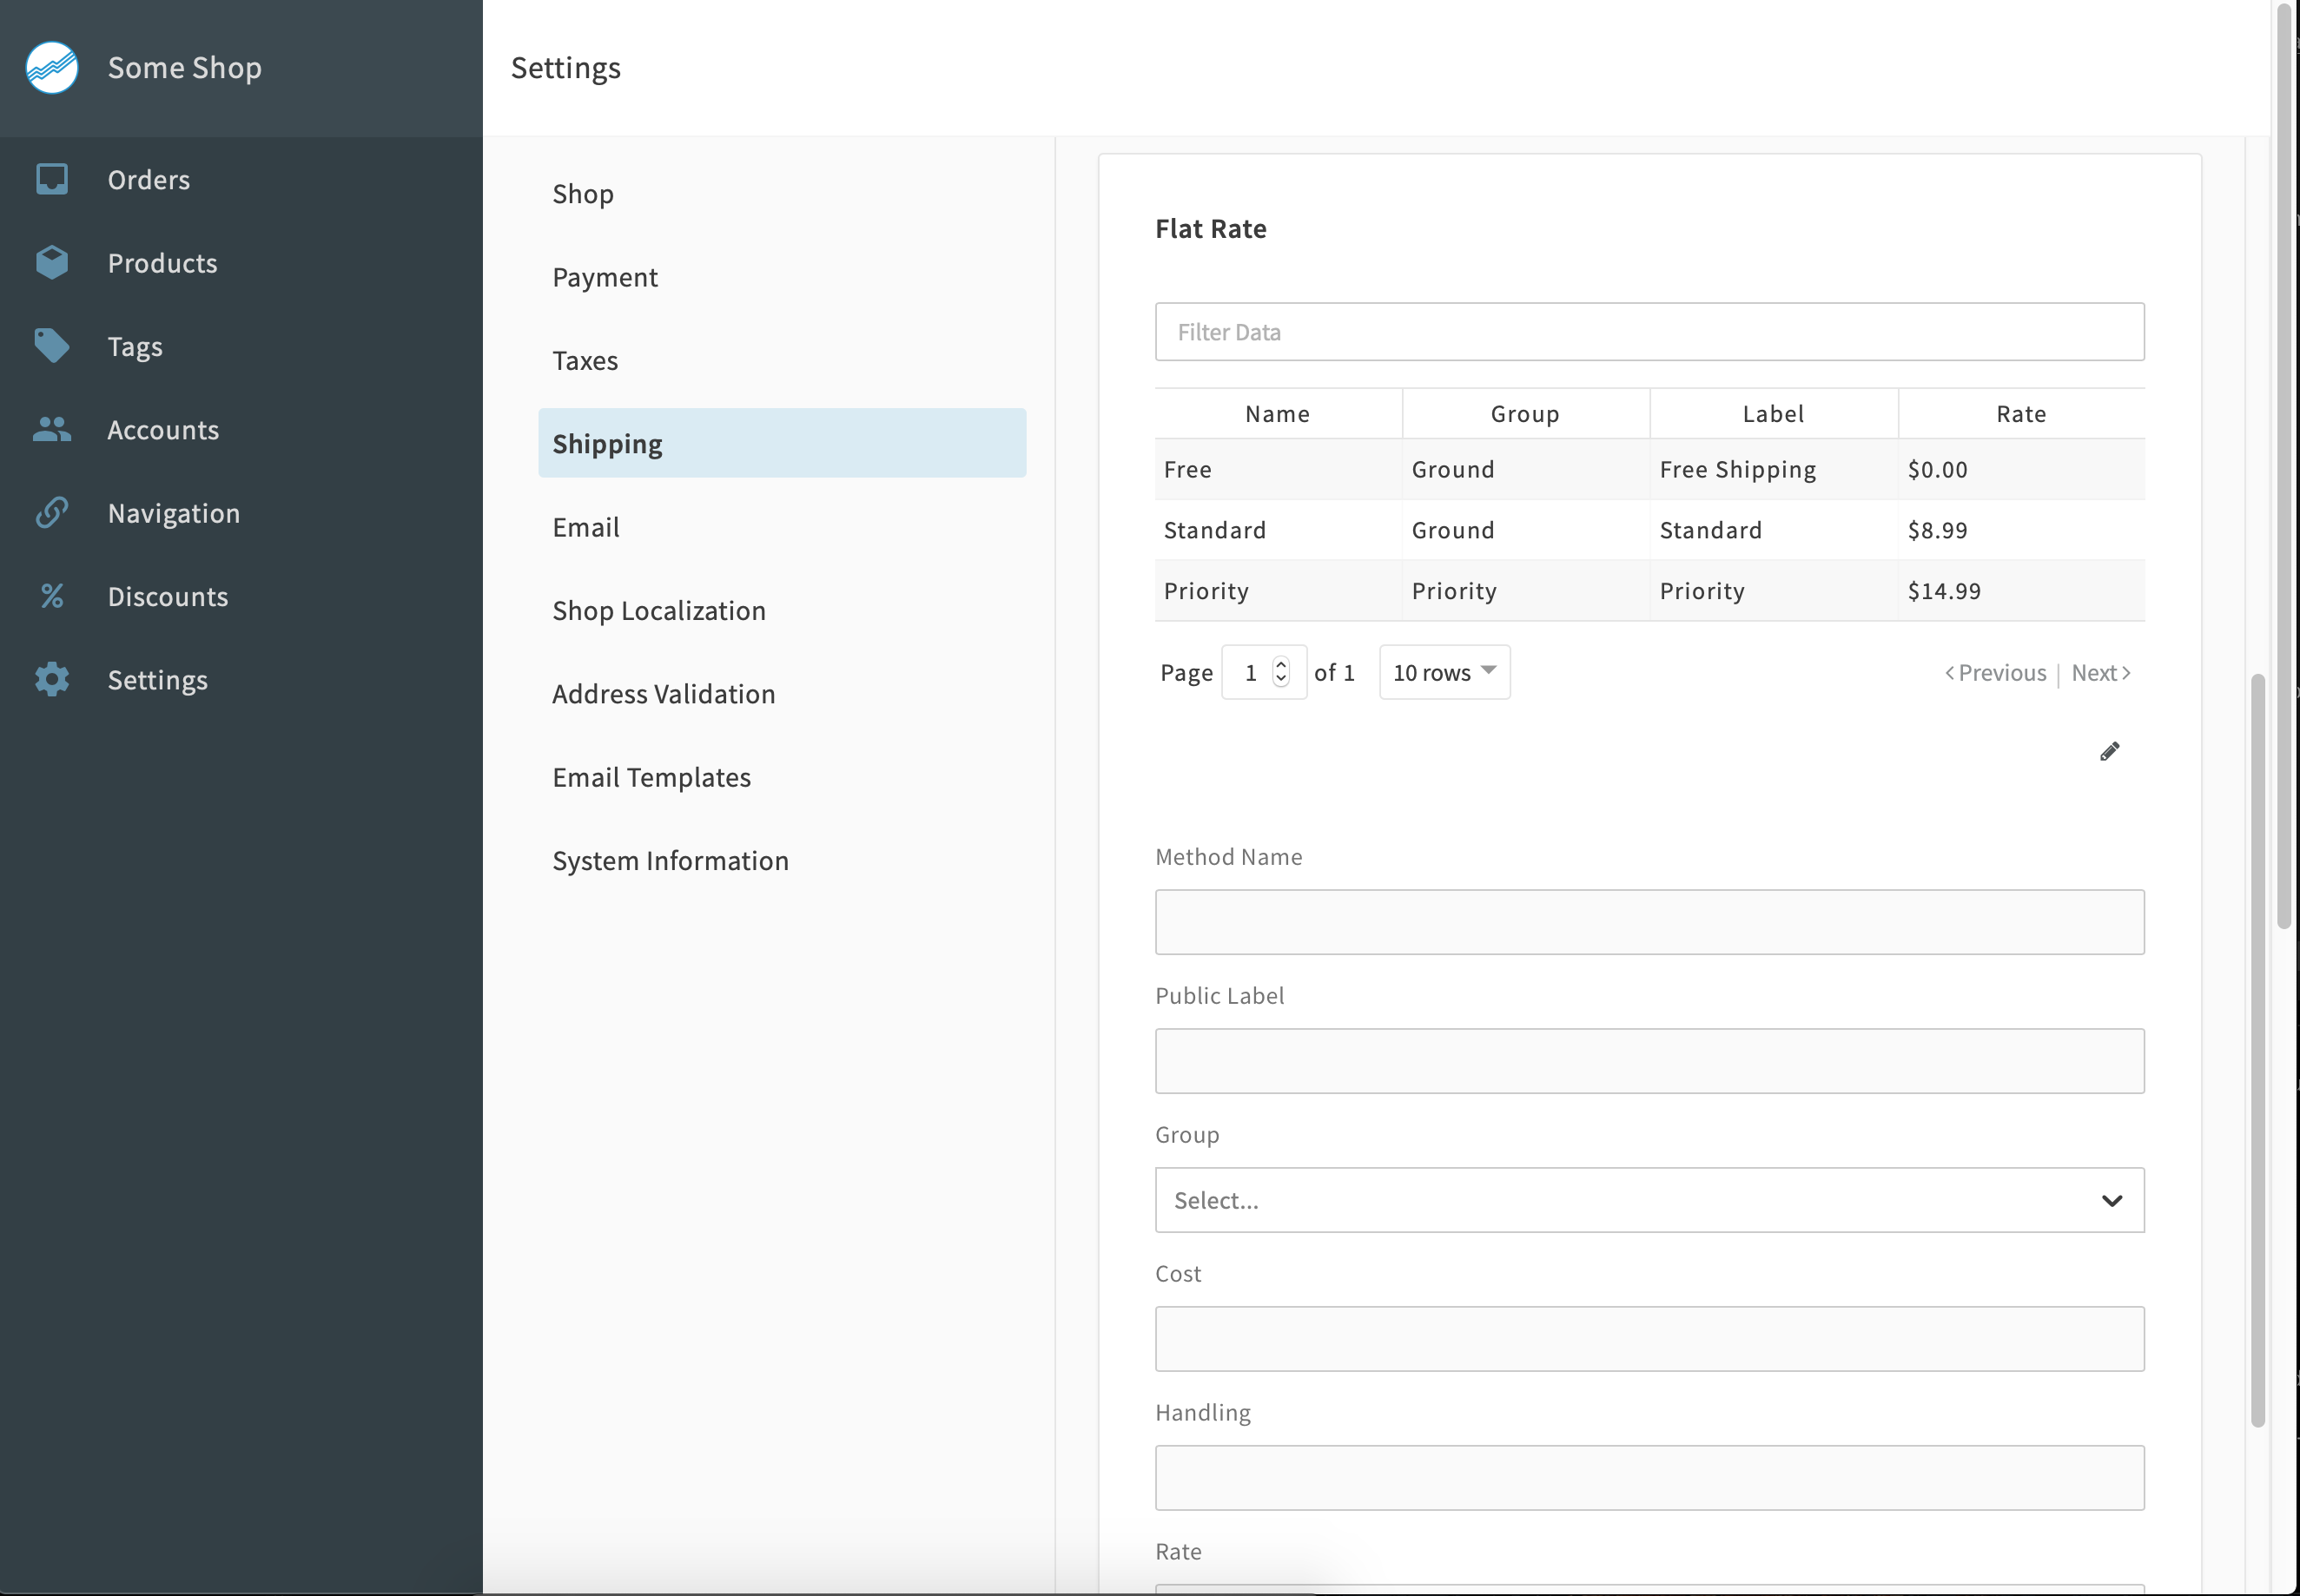 Some Shop
Settings
Orders
Products
Tags
Accounts
Navigation
Discounts
Settings
Shop
Payment
Taxes
Shipping
Email
Shop Localization
Address Validation
Email Templates
System Information
Flat Rate
Filter Data
Name Group Label Rate
Free Ground Free Shipping $0.00
Standard Ground Standard $8.99
Priority Priority Priority $14.99
Page 1 of 1 10 rows Previous | Next
Method Name
Public Label
Group
Select...
Cost
Handling
Rate